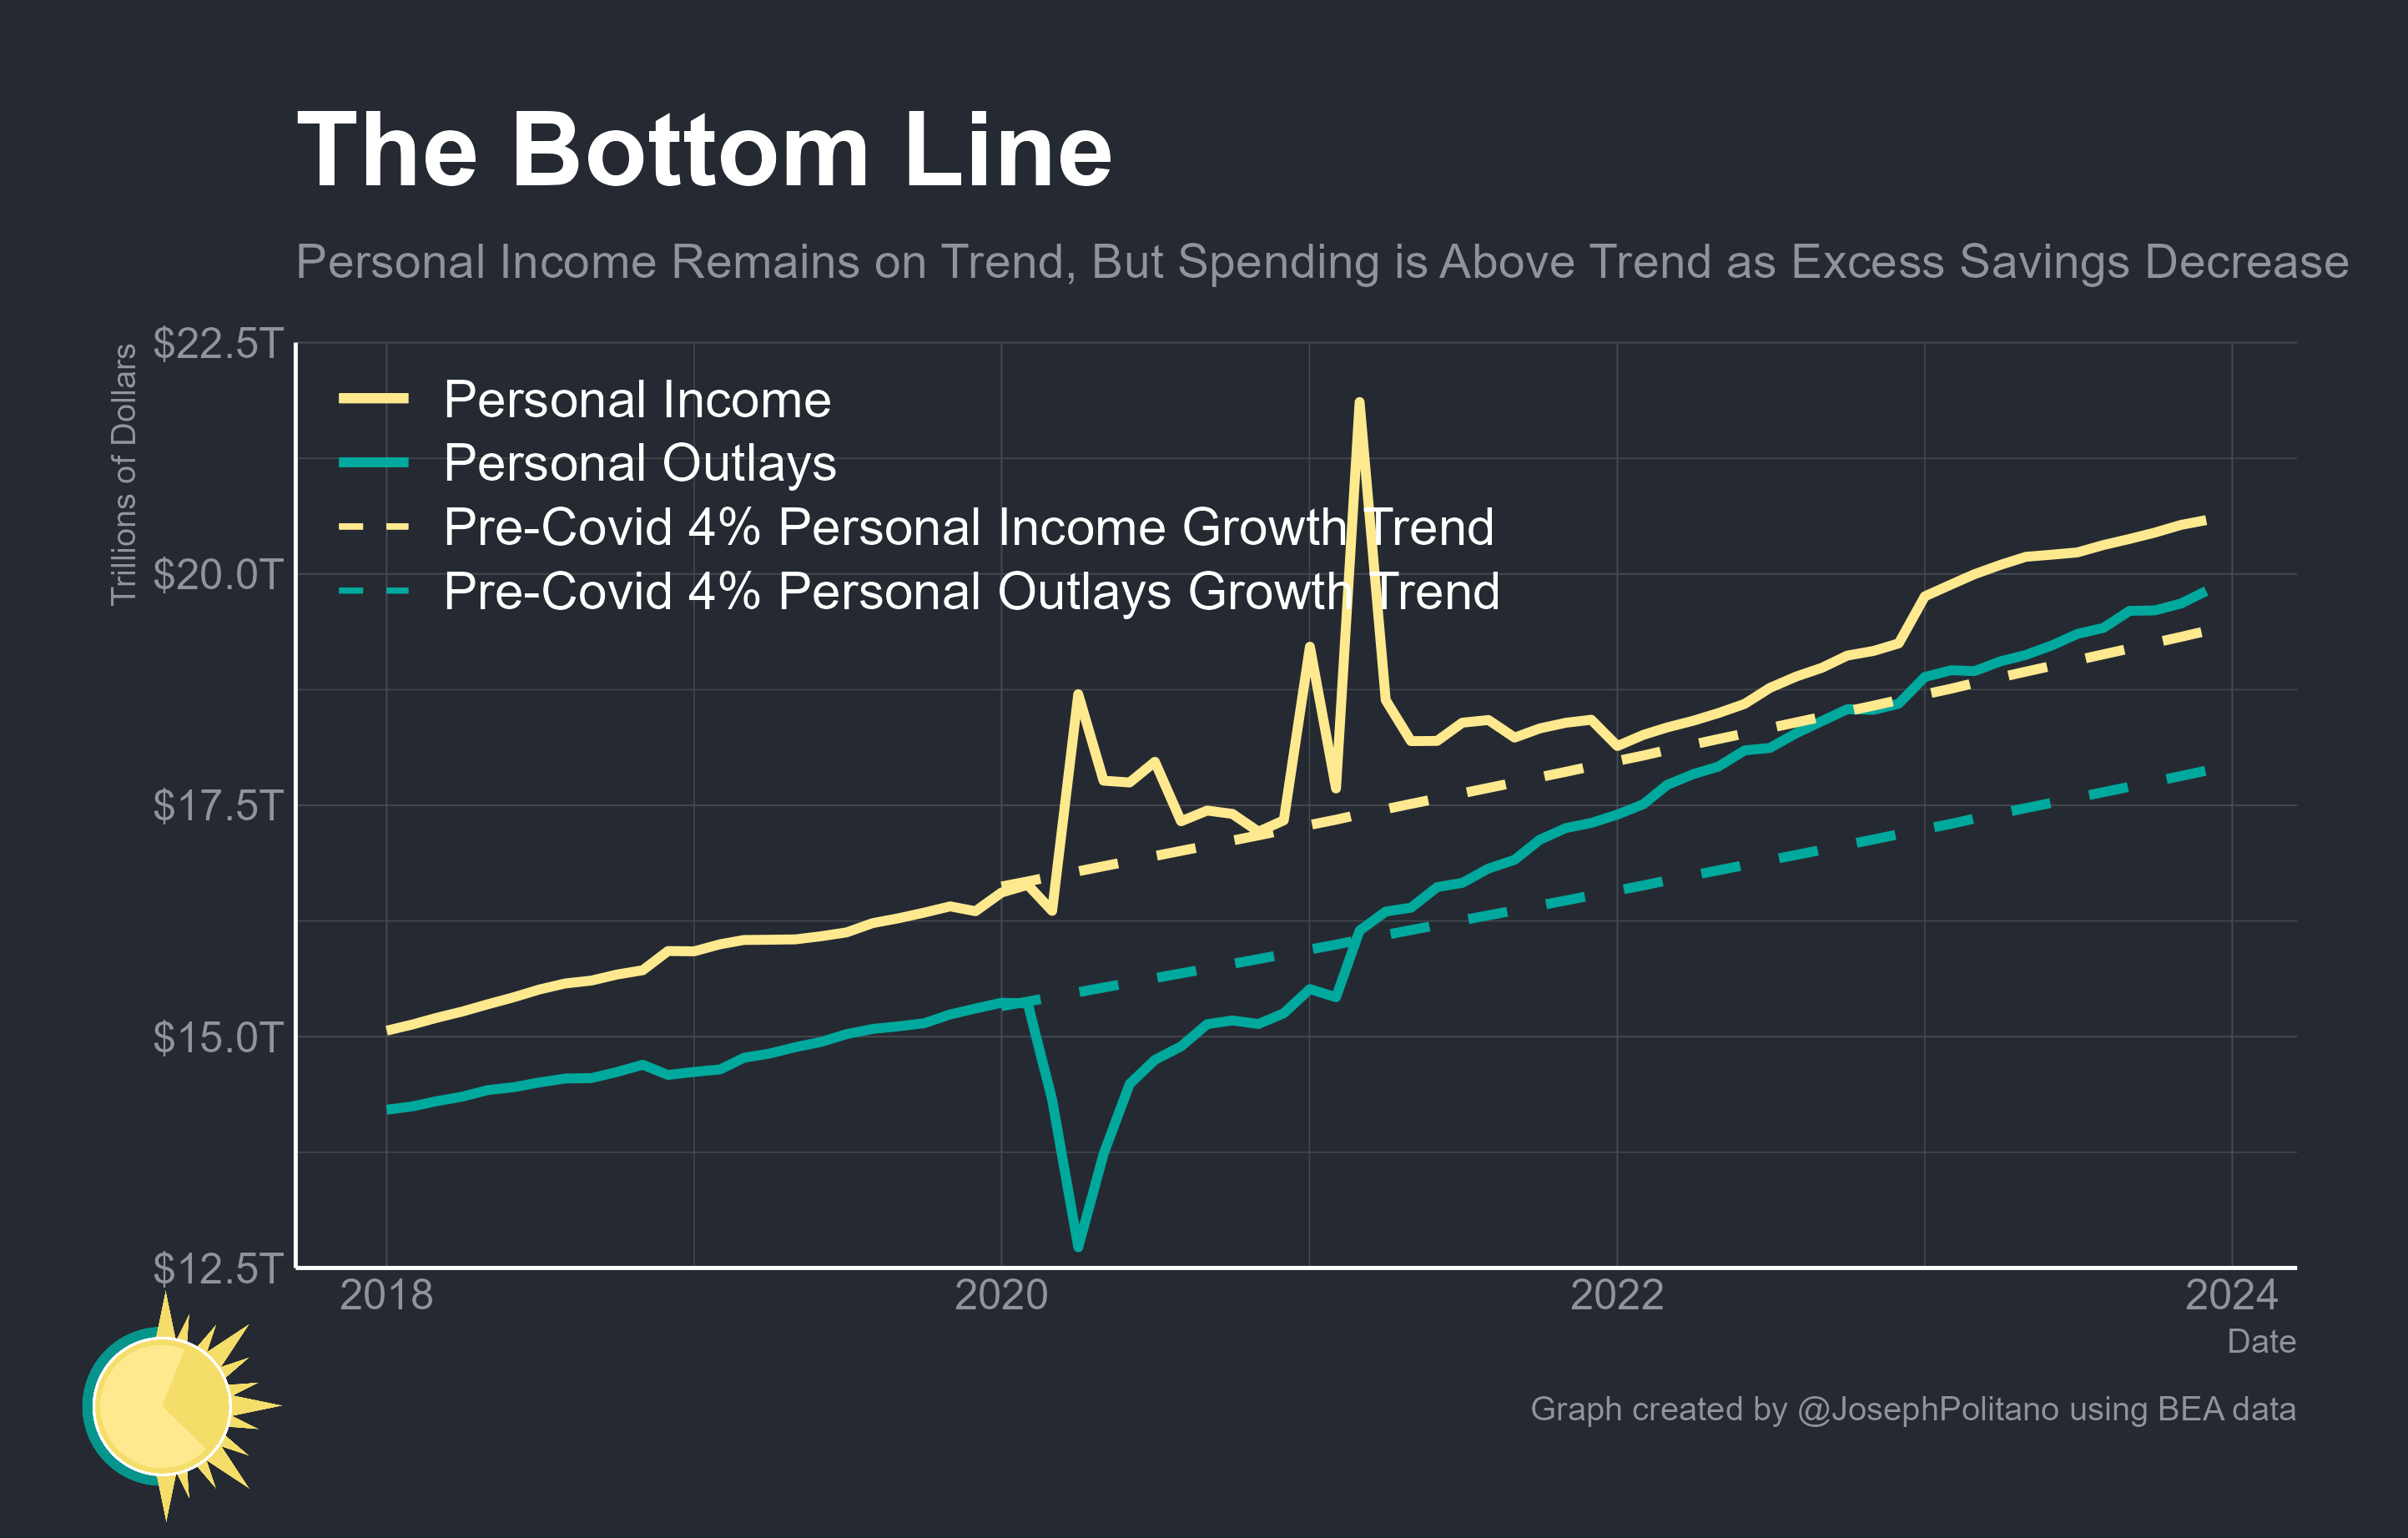 The Bottom Line
Personal Income Remains on Trend, But Spending is Above Trend as Excess Savings Decrease
Trillions of Dollars
$22.5T
$20.0T
$17.5T
$15.0T
$12.5T
Personal Income
Personal Outlays
Pre-Covid 4% Personal Income Growth Trend
Pre-Covid 4% Personal Outlays Growth Trend
2018
2020
2022
2024
Date
Graph created by @JosephPolitano using BEA data